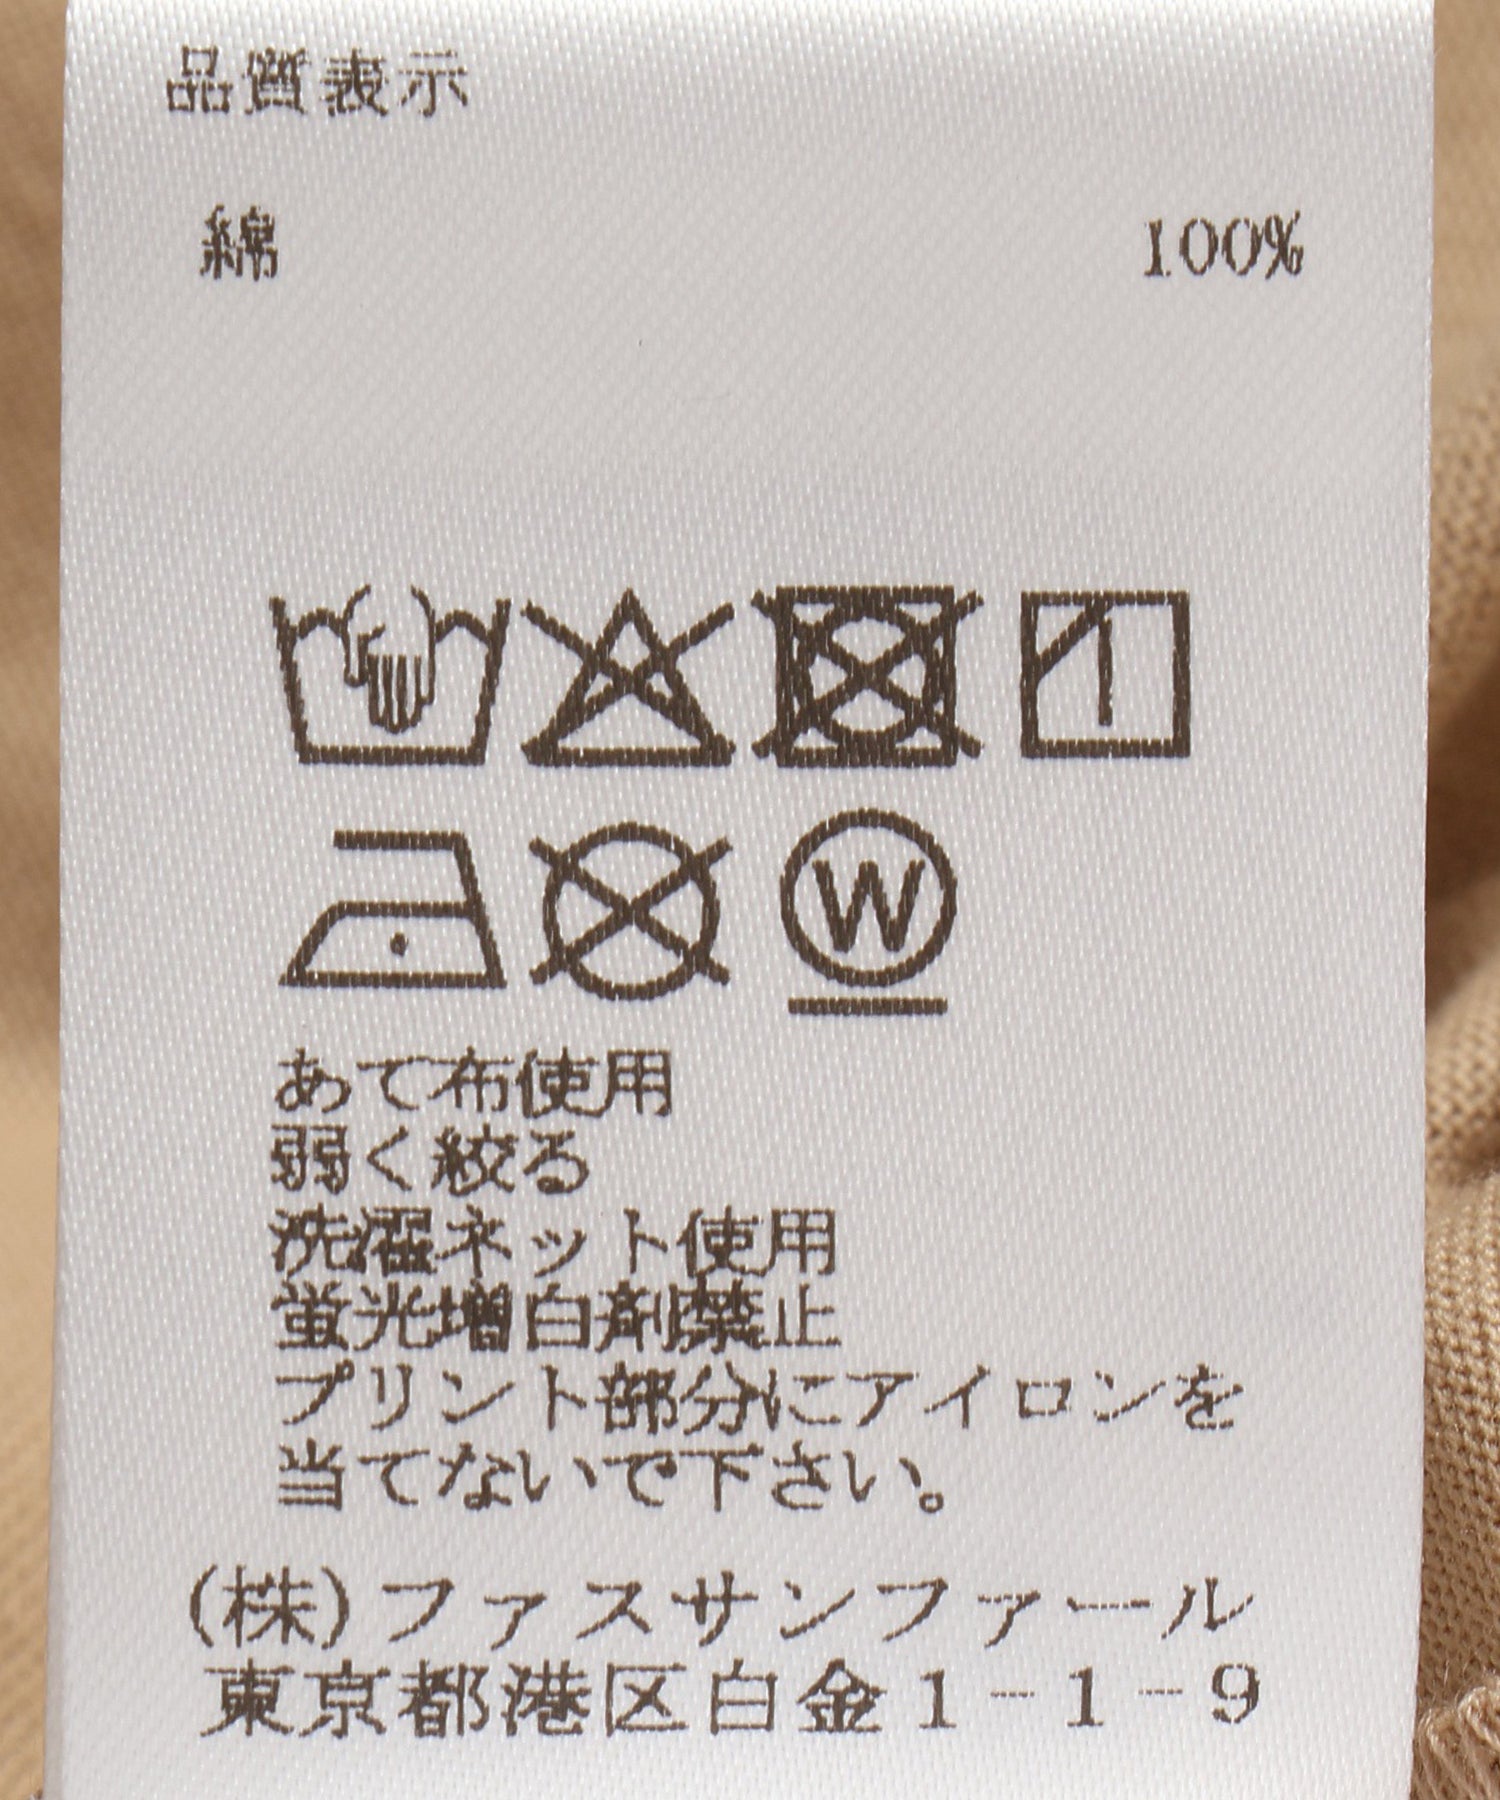 品質表示
綿 100%
W
あて布使用
弱く絞る
洗濯ネット使用
蛍光増白剤禁止
プリント部分にアイロンを
当てないで下さい。
(株)ファスサンファール
東京都港区白金1-1-9